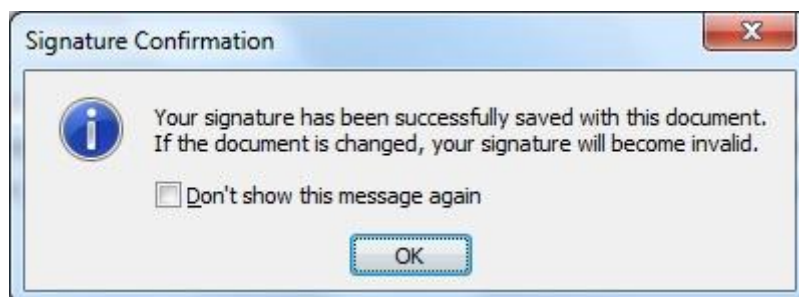 Signature Confirmation
Your signature has been successfully saved with this document.
If the document is changed, your signature will become invalid.
Don't show this message again
OK